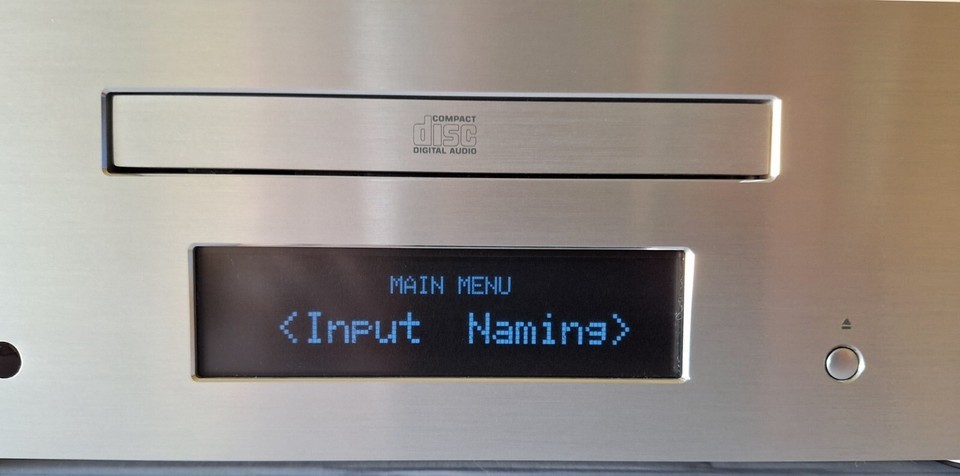 COMPACT
disc
DIGITAL AUDIO
MAIN MENU
<Input Naming>